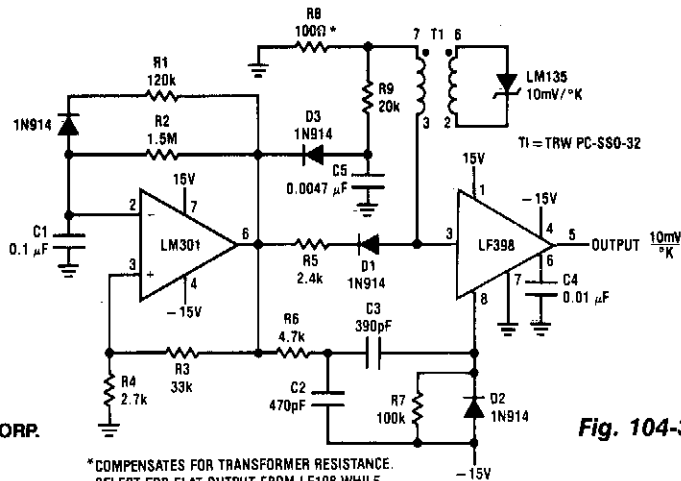 R8
100Ω*
7 T1 6
R1
120k
LM135
10mV/°K
R9
20k
1N914
R2
1.5M
D3
1N914
3
2
TI = TRW PC-SSO-32
C5
0.0047 µF
15V
15V
-15V
2
7
1
4
C1
0.1 µF
-
LM301
6
3
LF398
5
OUTPUT 10mV/°K
3
+
R5
2.4k
D1
1N914
6
4
8
7
C4
0.01 µF
-15V
R6
4.7k
C3
390pF
R3
33k
R4
2.7k
C2
470pF
R7
100k
D2
1N914
ORP.
Fig. 104-3
-15V
*COMPENSATES FOR TRANSFORMER RESISTANCE.